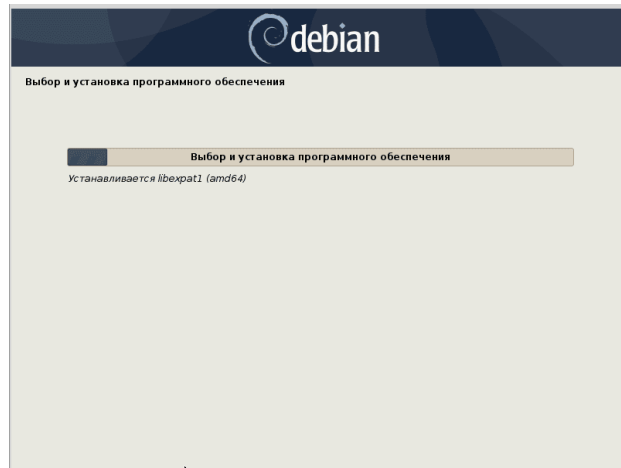 debian
Выбор и установка программного обеспечения
Выбор и установка программного обеспечения
Устанавливается libexpat1 (amd64)